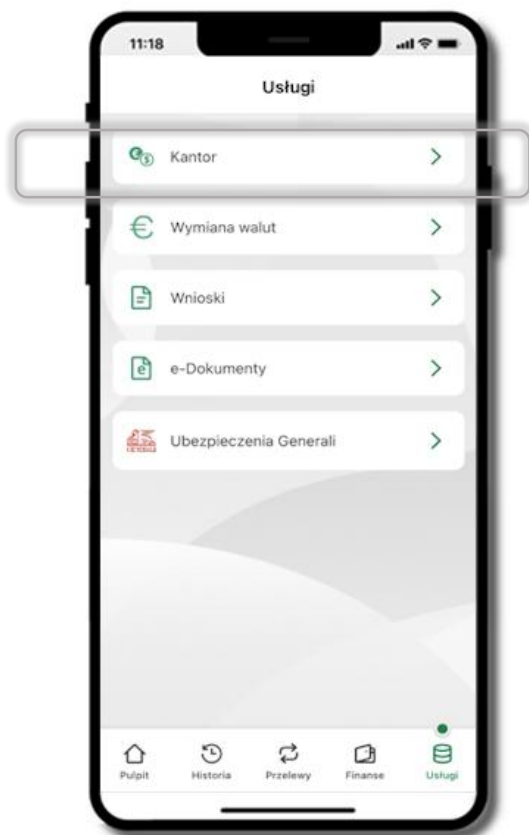 11:18
Usługi
Kantor
Wymiana walut
Wnioski
e-Dokumenty
Ubezpieczenia Generali
Pulpit
Historia
Przelewy
Finanse
Usługi